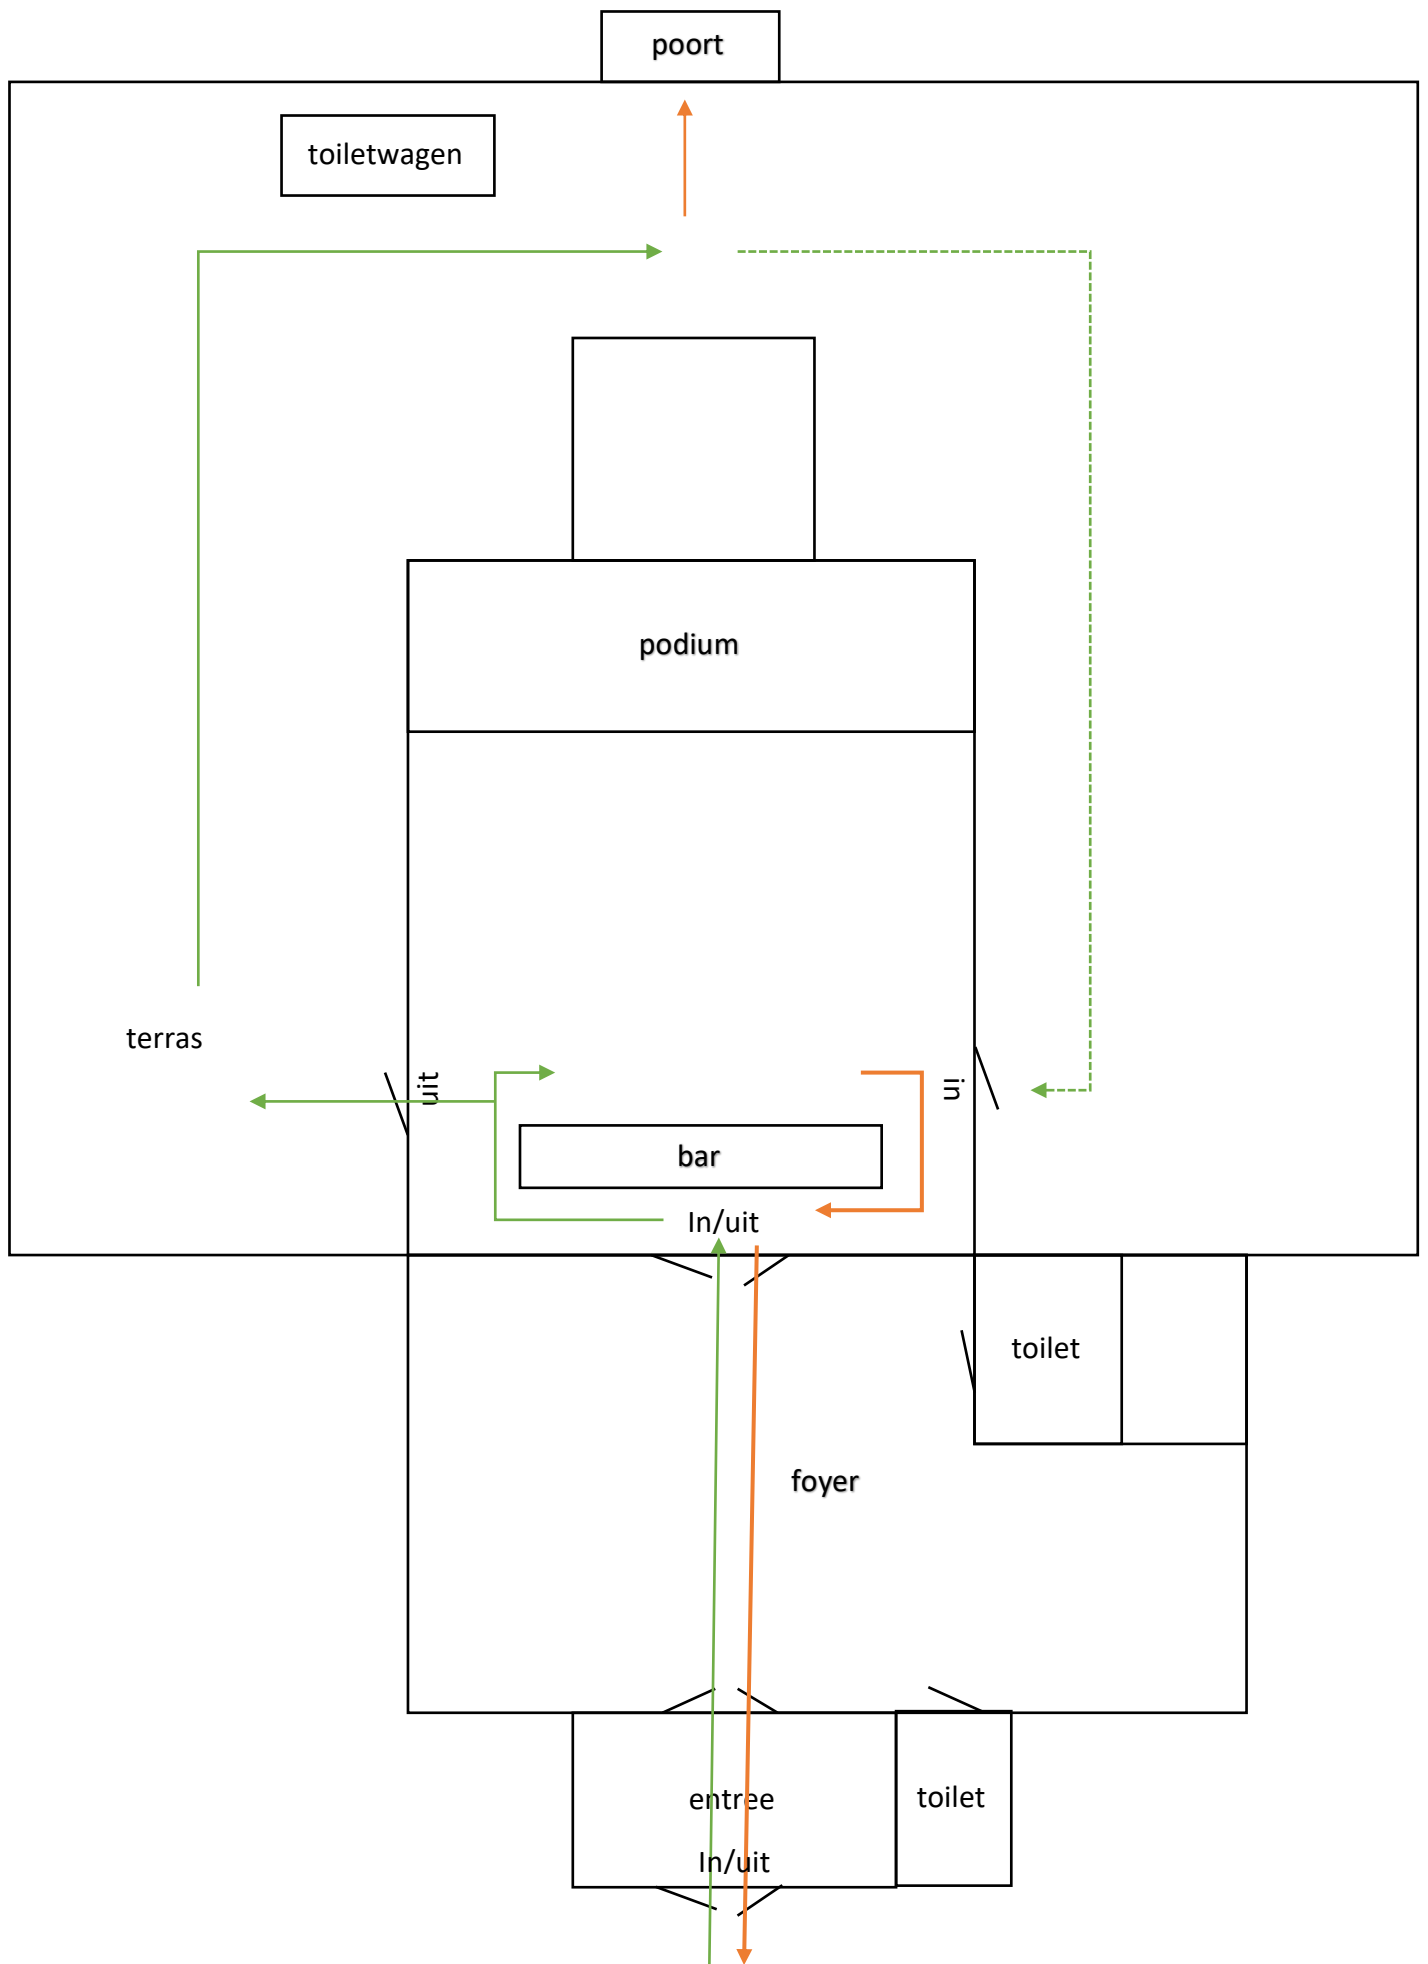 poort
toiletwagen
podium
terras
uit
in
bar
In/uit
toilet
foyer
entree
toilet
In/uit